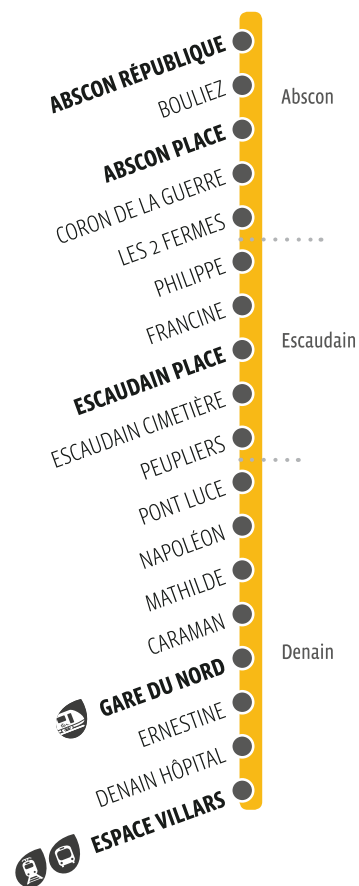 ABSCON RÉPUBLIQUE
BOULIEZ
Abscon
ABSCON PLACE
CORON DE LA GUERRE
LES 2 FERMES
PHILIPPE
FRANCINE
Escaudain
ESCAUDAIN PLACE
ESCAUDAIN CIMETIÈRE
PEUPLIERS
PONT LUCE
NAPOLÉON
MATHILDE
CARAMAN
Denain
GARE DU NORD
ERNESTINE
DENAIN HÔPITAL
ESPACE VILLARS